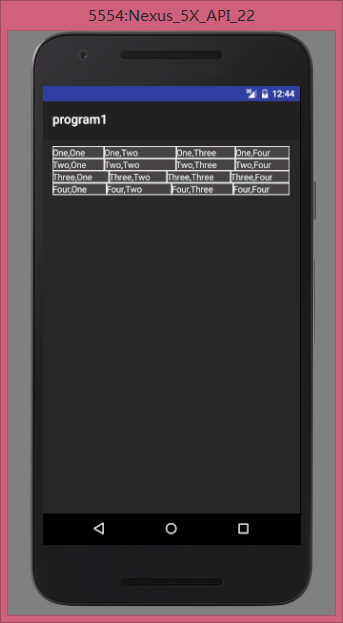 5554:Nexus_5X_API_22
3G 12:44
program1
One,One One,Two One,Three One,Four
Two,One Two,Two Two,Three Two,Four
Three,One Three,Two Three,Three Three,Four
Four,One Four,Two Four,Three Four,Four